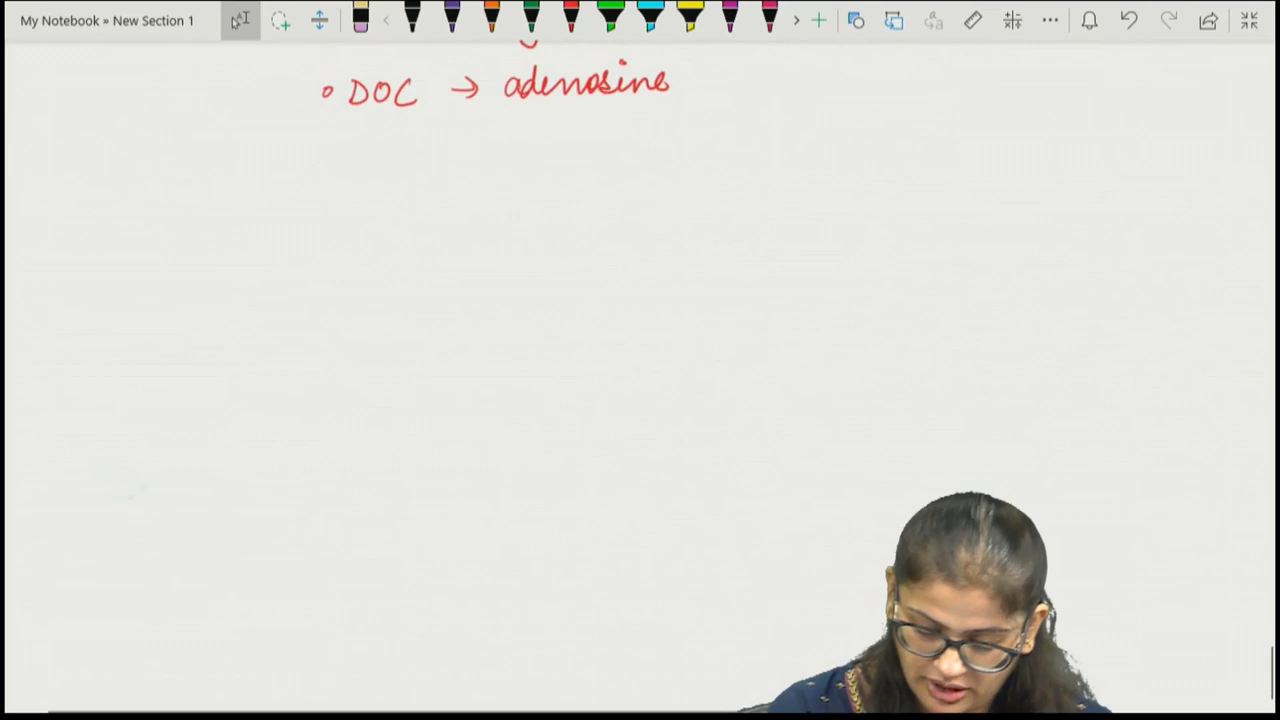 My Notebook » New Section 1
• DOC → adenosine